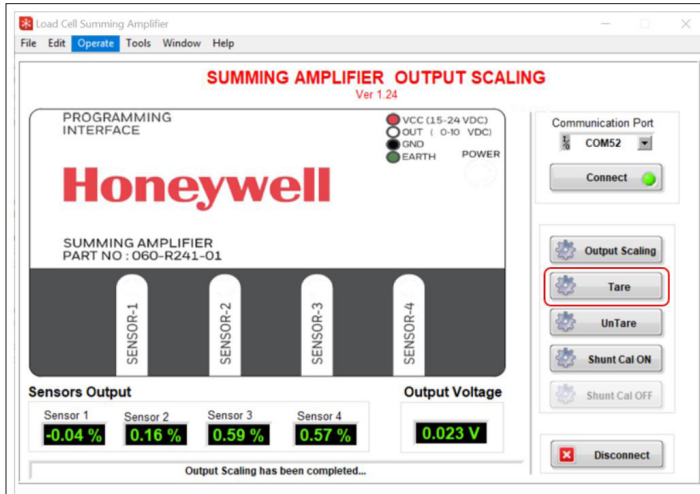 Load Cell Summing Amplifier
File Edit Operate Tools Window Help
SUMMING AMPLIFIER OUTPUT SCALING
Ver 1.24
PROGRAMMING
INTERFACE
VCC (15-24 VDC)
OUT ( 0-10 VDC)
GND
EARTH
POWER
Honeywell
SUMMING AMPLIFIER
PART NO : 060-R241-01
SENSOR-1
SENSOR-2
SENSOR-3
SENSOR-4
Sensors Output
Sensor 1 Sensor 2 Sensor 3 Sensor 4
-0.04 % 0.16 % 0.59 % 0.57 %
Output Voltage
0.023 V
Output Scaling has been completed...
Communication Port
COM52
Connect
Output Scaling
Tare
UnTare
Shunt Cal ON
Shunt Cal OFF
Disconnect